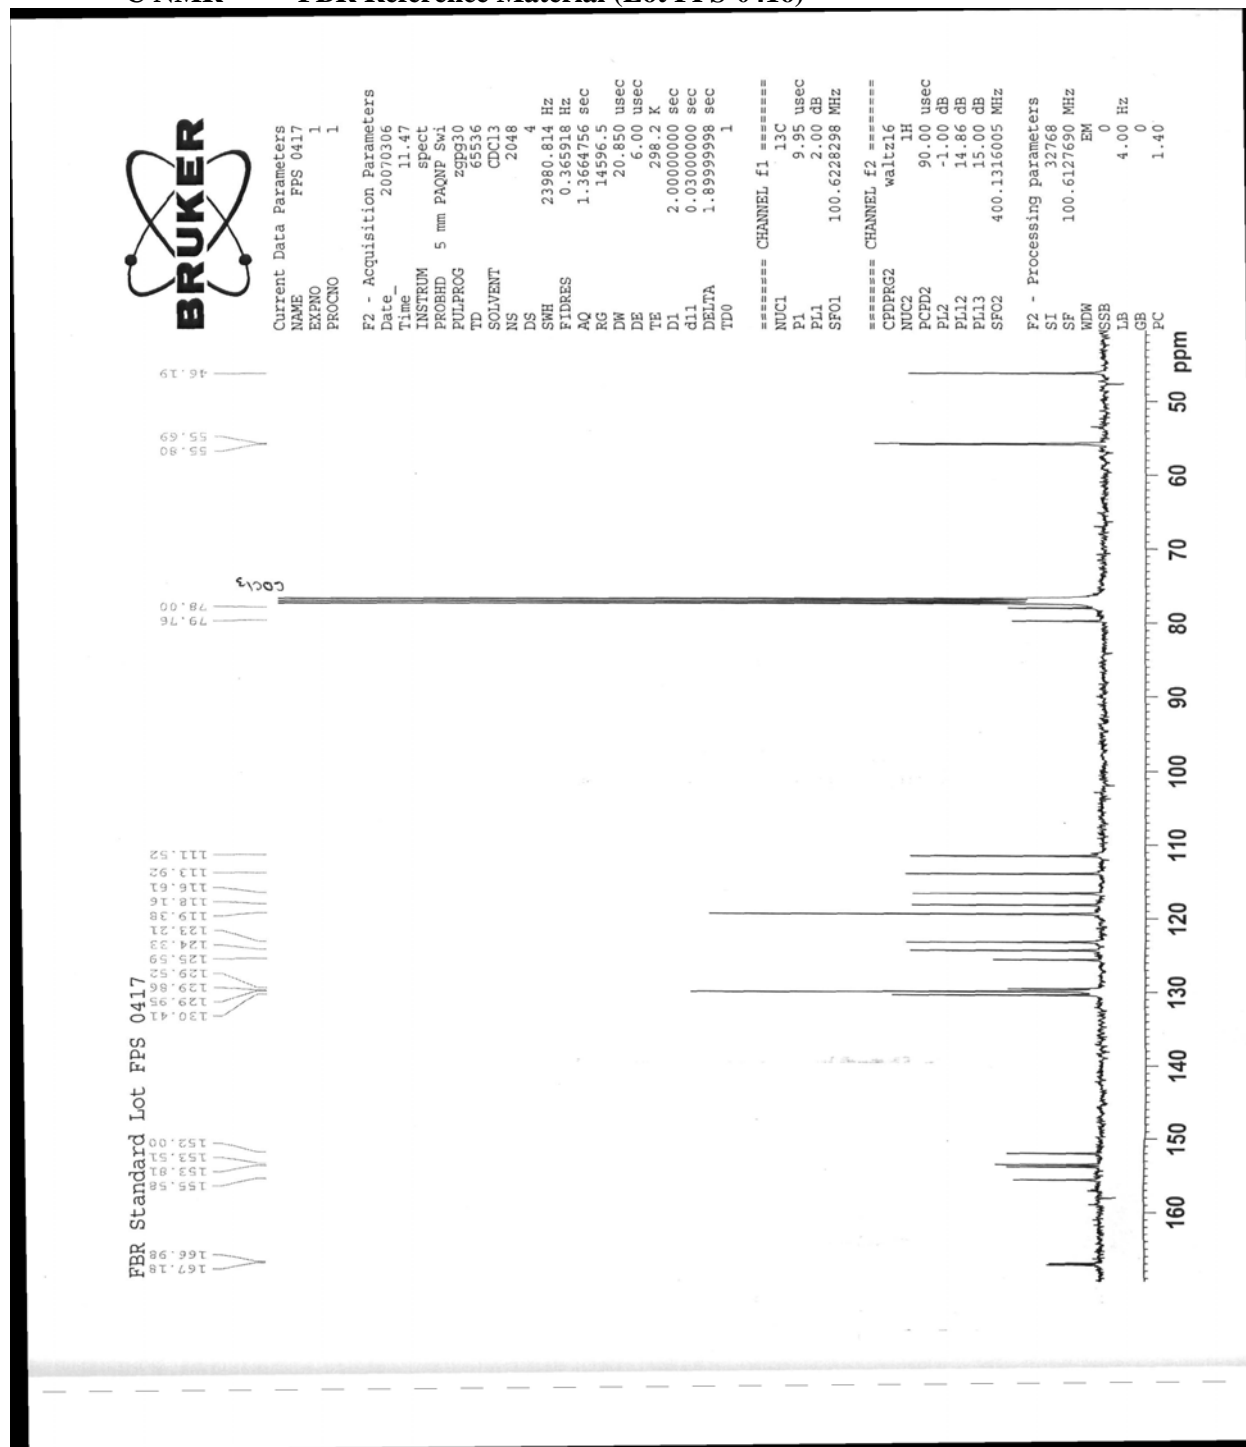 FBR Standard Lot FPS 0417
167.18
166.98
155.58
153.81
153.51
152.00
130.41
129.95
129.86
129.52
125.59
124.33
123.21
119.38
118.16
116.61
113.92
111.52
79.76
78.00
CDCl3
55.80
55.69
46.19
BRUKER
Current Data Parameters
NAME FPS 0417
EXPNO 1
PROCNO 1
F2 - Acquisition Parameters
Date_ 20070306
Time 11.47
INSTRUM spect
PROBHD 5 mm PAQNP Swi
PULPROG zgpg30
TD 65536
SOLVENT CDCl3
NS 2048
DS 4
SWH 23980.814 Hz
FIDRES 0.365918 Hz
AQ 1.3664756 sec
RG 14596.5
DW 20.850 usec
DE 6.00 usec
TE 298.2 K
D1 2.00000000 sec
d11 0.03000000 sec
DELTA 1.89999998 sec
TD0 1
======== CHANNEL f1 ========
NUC1 13C
P1 9.95 usec
PL1 2.00 dB
SFO1 100.6228298 MHz
======== CHANNEL f2 ========
CPDPRG2 waltz16
NUC2 1H
PCPD2 90.00 usec
PL2 -1.00 dB
PL12 14.86 dB
PL13 15.00 dB
SFO2 400.1316005 MHz
F2 - Processing parameters
SI 32768
SF 100.6127690 MHz
WDW EM
SSB 0
LB 4.00 Hz
GB 0
PC 1.40
160 150 140 130 120 110 100 90 80 70 60 50 ppm